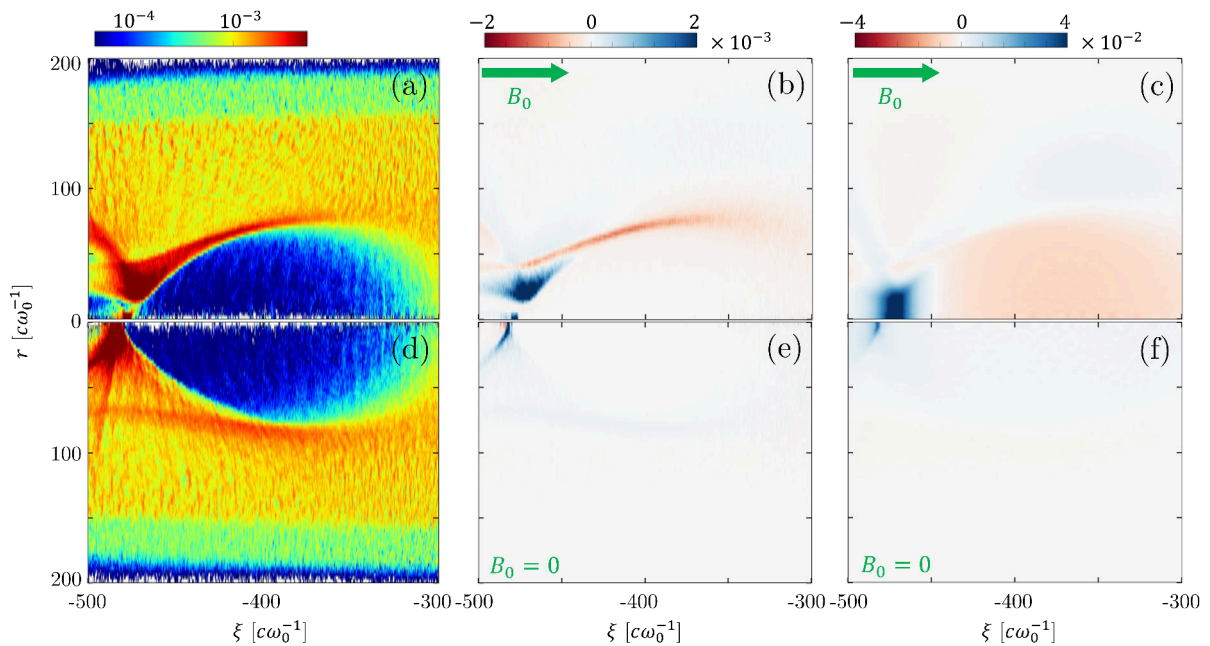 10⁻⁴ 10⁻³
−2 0 2 × 10⁻³
−4 0 4 × 10⁻²
200
100
0
100
200
r [cω₀⁻¹]
(a)
(b)
(c)
B₀
B₀
(d)
(e)
(f)
B₀ = 0
B₀ = 0
-500 -400 -300
-500 -400 -300
-500 -400 -300
ξ [cω₀⁻¹]
ξ [cω₀⁻¹]
ξ [cω₀⁻¹]